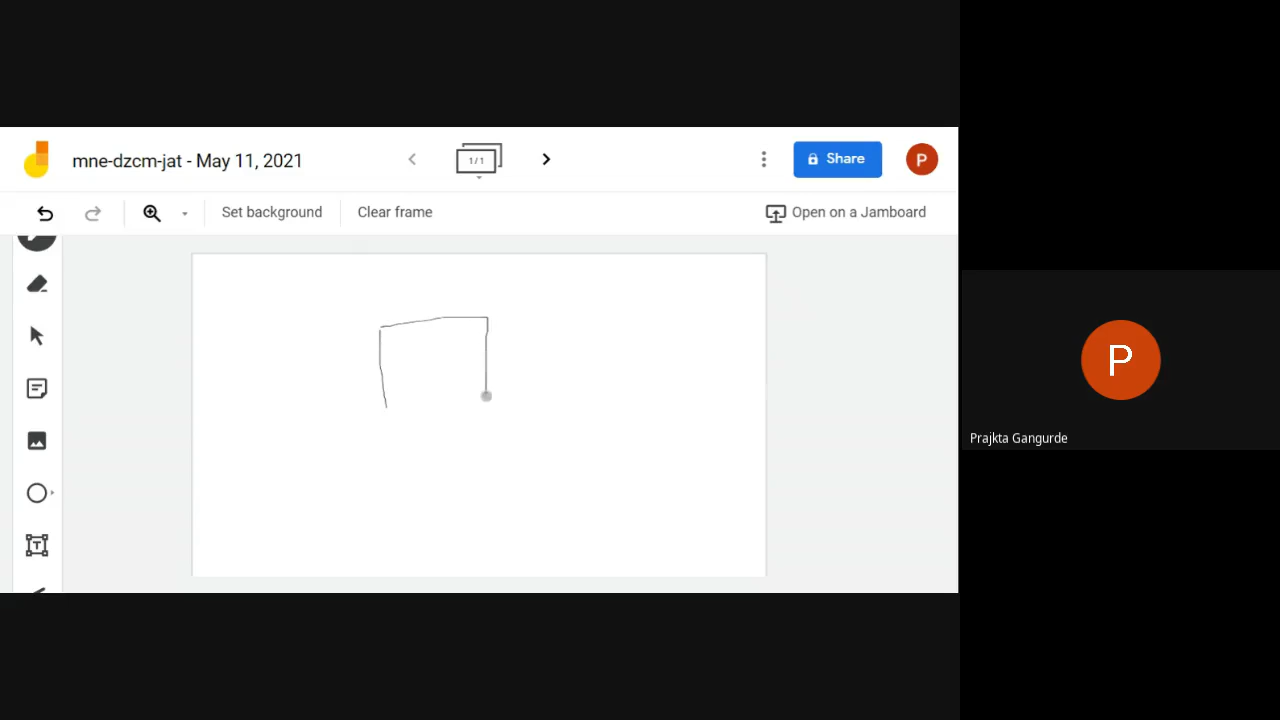 mne-dzcm-jat - May 11, 2021
1/1
Share
P
Set background
Clear frame
Open on a Jamboard
T
P
Prajkta Gangurde